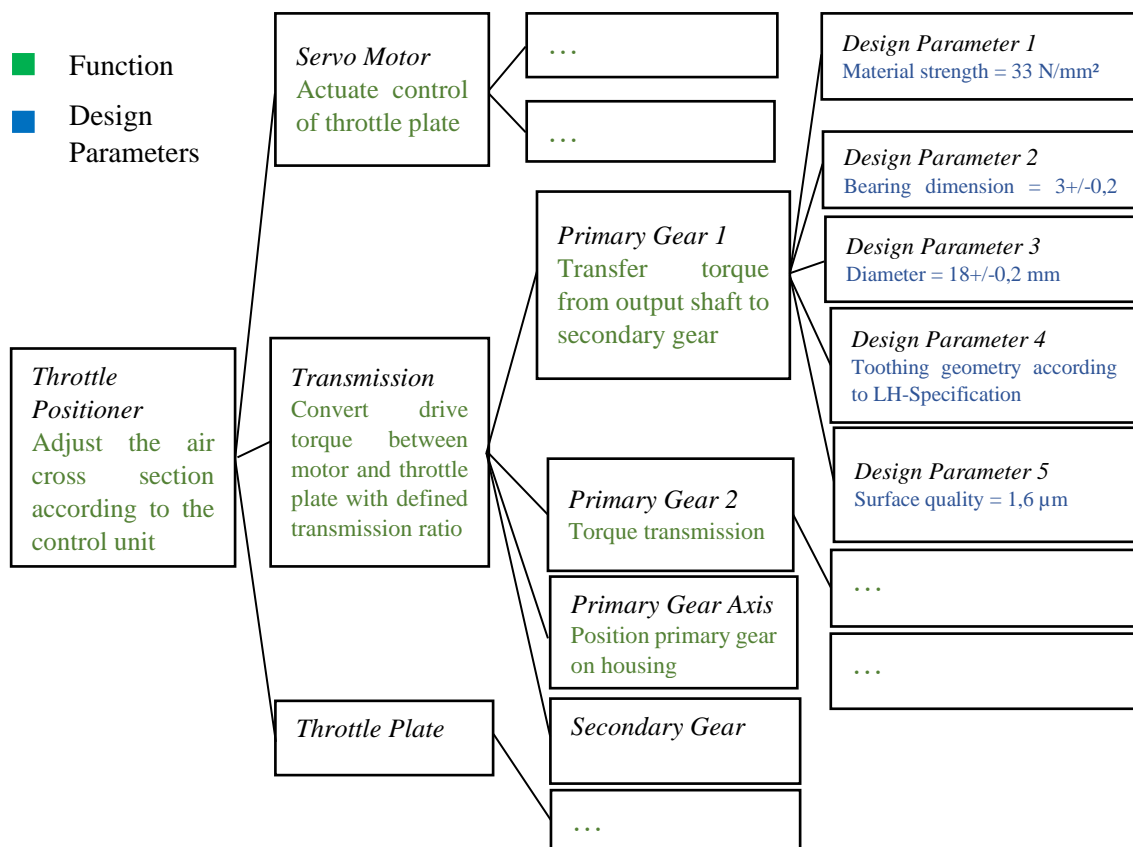 Function
Design
Parameters
Servo Motor
Actuate control
of throttle plate
…
…
Design Parameter 1
Material strength = 33 N/mm²
Design Parameter 2
Bearing dimension = 3+/-0,2
Primary Gear 1
Transfer torque
from output shaft to
secondary gear
Design Parameter 3
Diameter = 18+/-0,2 mm
Design Parameter 4
Toothing geometry according
to LH-Specification
Throttle
Positioner
Adjust the air
cross section
according to the
control unit
Transmission
Convert drive
torque between
motor and throttle
plate with defined
transmission ratio
Design Parameter 5
Surface quality = 1,6 µm
Primary Gear 2
Torque transmission
…
Primary Gear Axis
Position primary gear
on housing
…
Throttle Plate
Secondary Gear
…